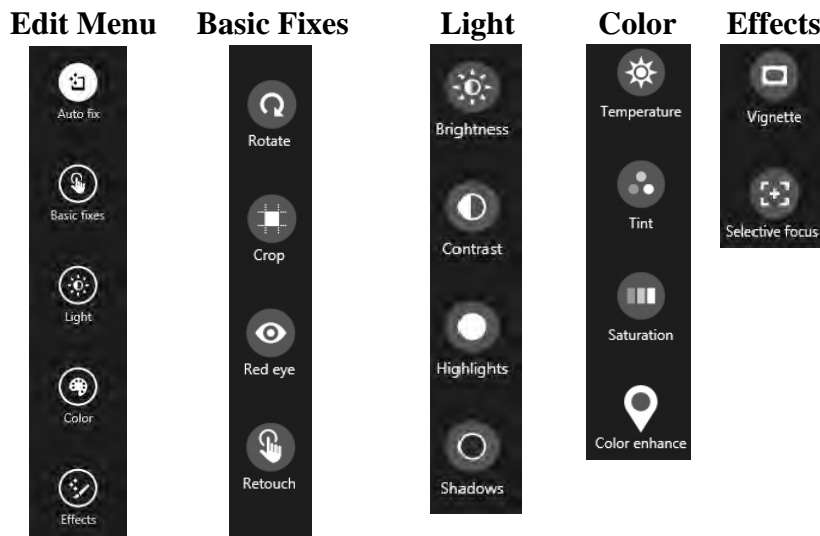 Edit Menu
Auto fix
Basic fixes
Light
Color
Effects
Basic Fixes
Rotate
Crop
Red eye
Retouch
Light
Brightness
Contrast
Highlights
Shadows
Color
Temperature
Tint
Saturation
Color enhance
Effects
Vignette
Selective focus